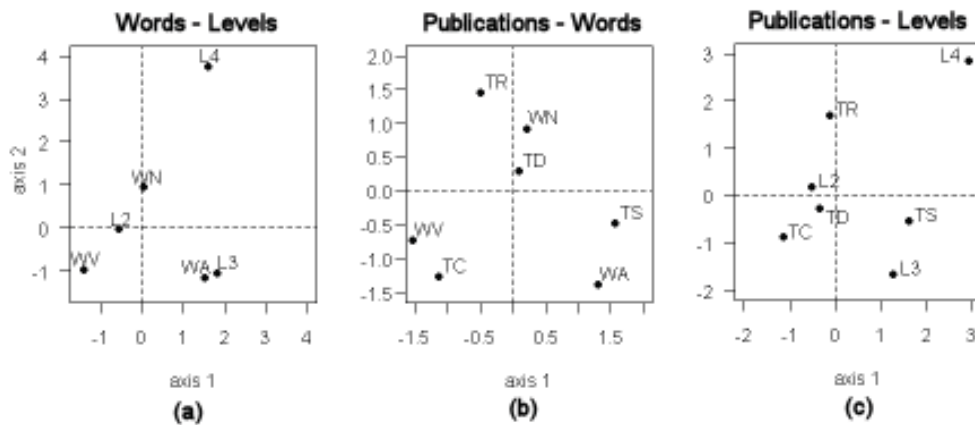 Words - Levels
4
3
2
1
0
-1
axis 2
L4
WN
L2
WV
WA
L3
-1
0
1
2
3
4
axis 1
(a)
Publications - Words
2.0
1.5
1.0
0.5
0.0
-0.5
-1.0
-1.5
TR
WN
TD
WV
TC
TS
WA
-1.5
-0.5
0.5
1.5
axis 1
(b)
Publications - Levels
3
2
1
0
-1
-2
L4
TR
L2
TD
TC
TS
L3
-2
-1
0
1
2
3
axis 1
(c)